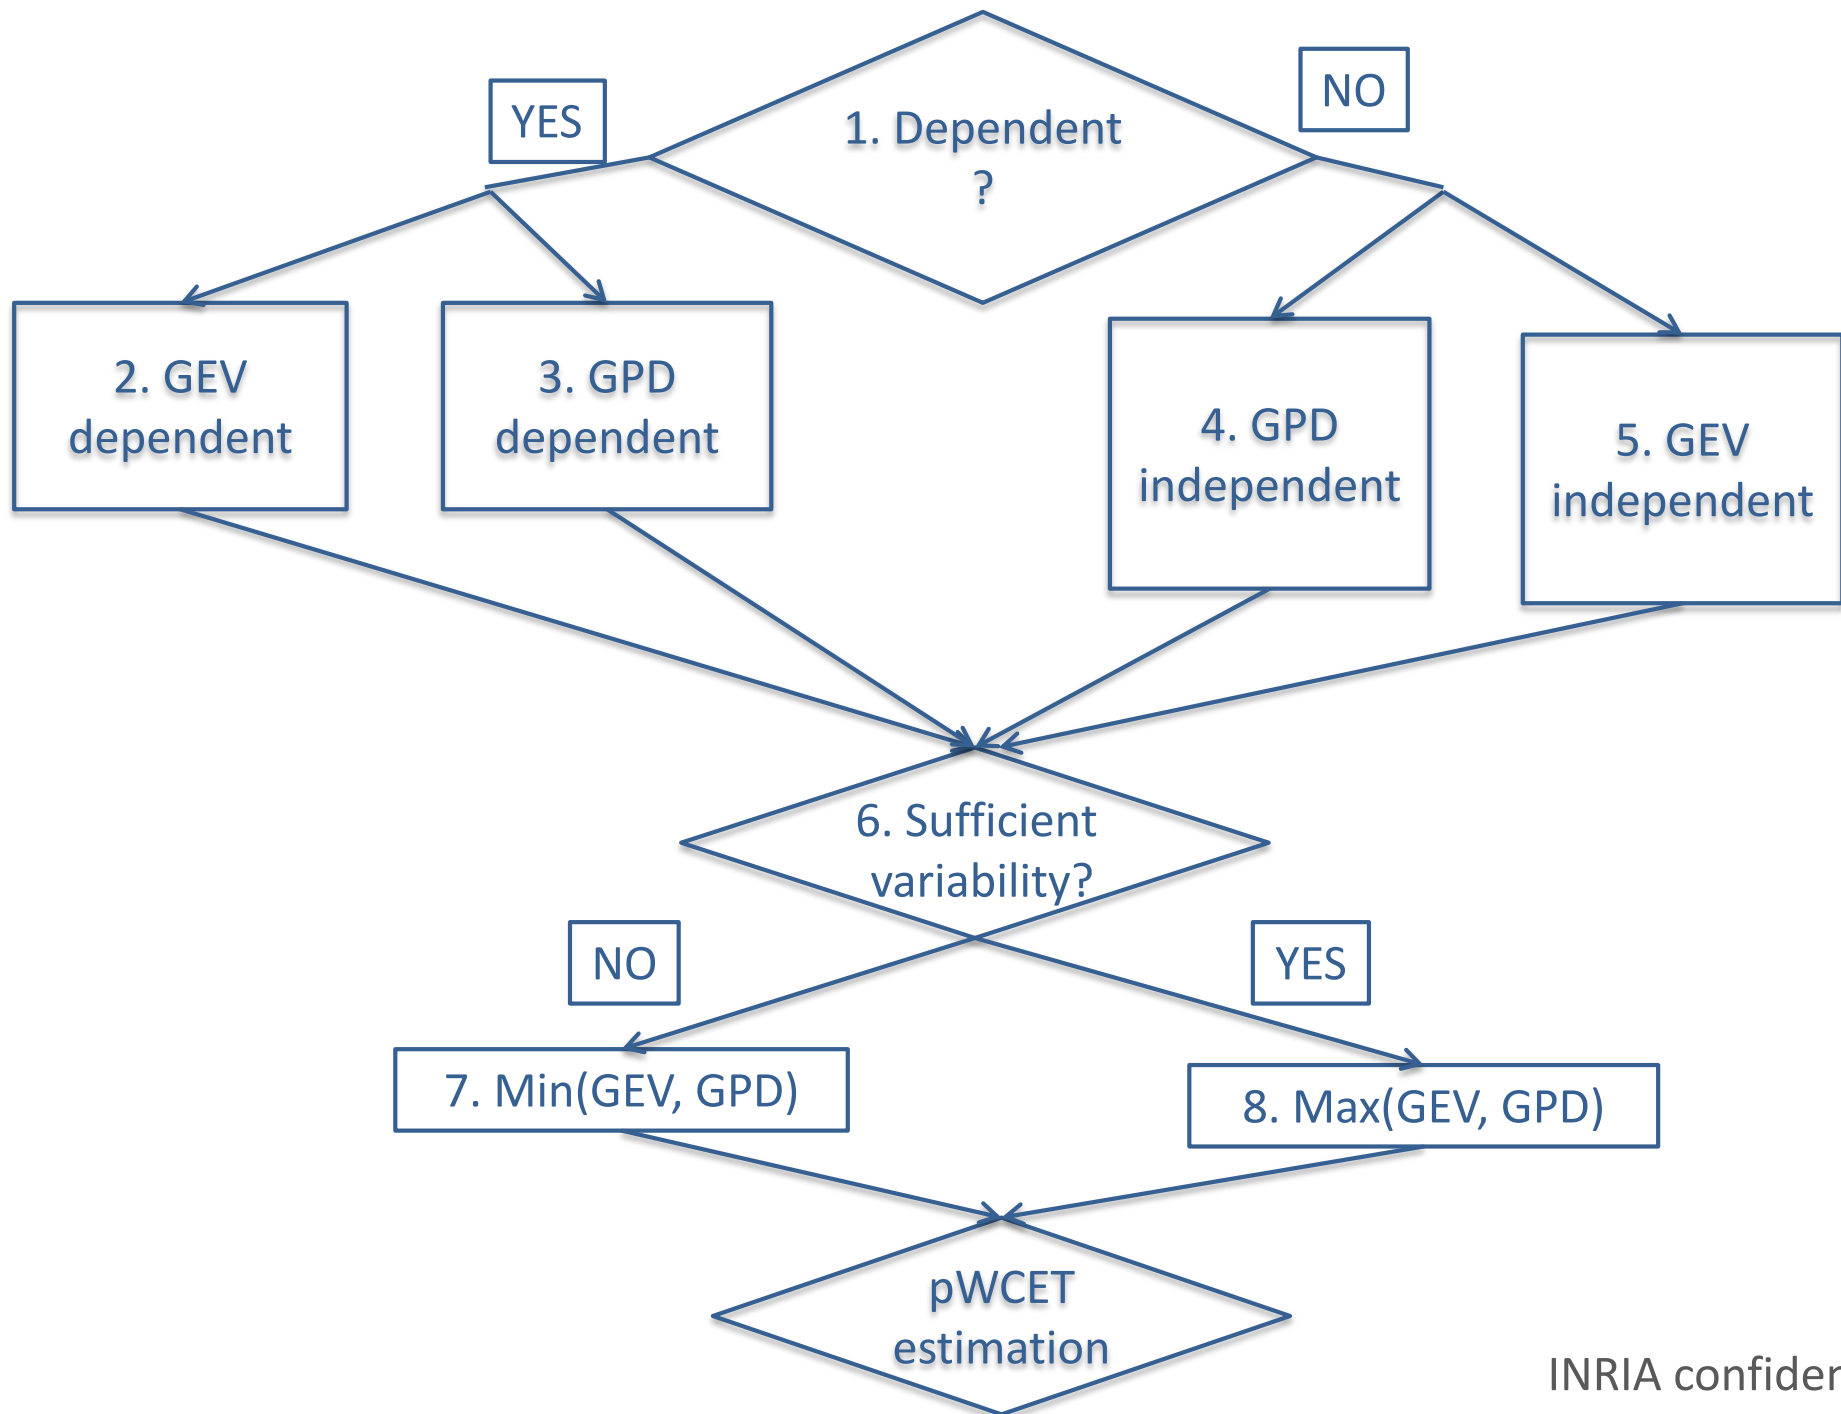 YES
1. Dependent
?
NO
2. GEV
dependent
3. GPD
dependent
4. GPD
independent
5. GEV
independent
6. Sufficient
variability?
NO
YES
7. Min(GEV, GPD)
8. Max(GEV, GPD)
pWCET
estimation
INRIA